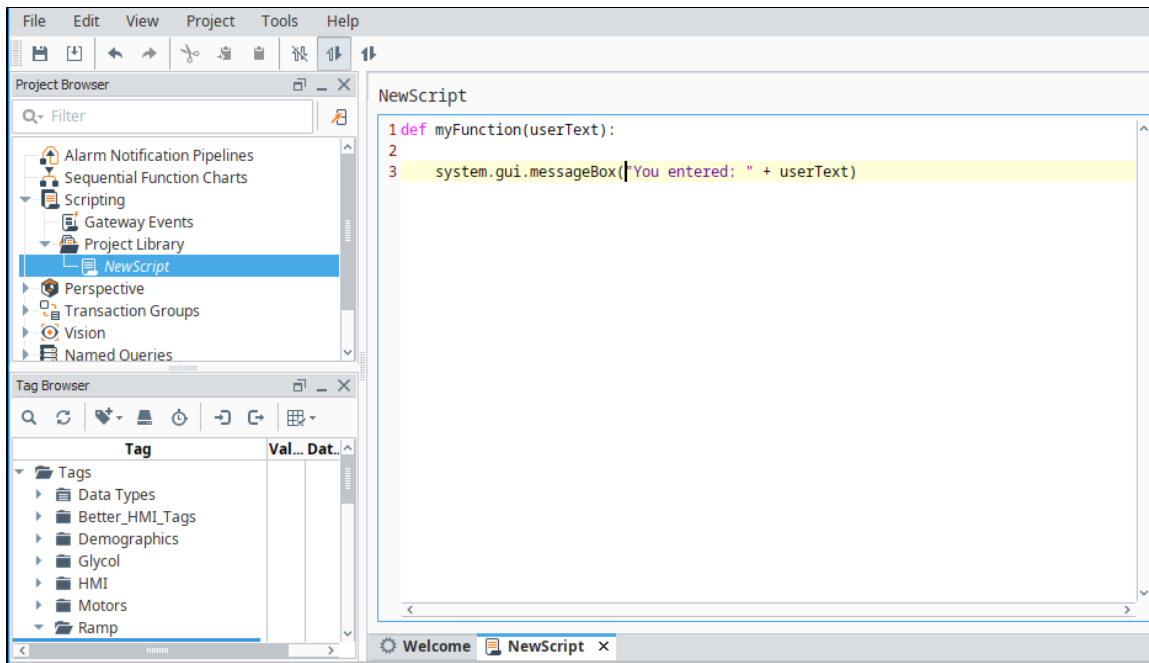 File Edit View Project Tools Help
Project Browser
Filter
Alarm Notification Pipelines
Sequential Function Charts
Scripting
Gateway Events
Project Library
NewScript
Perspective
Transaction Groups
Vision
Named Queries
Tag Browser
Tag Val... Dat..
Tags
Data Types
Better_HMI_Tags
Demographics
Glycol
HMI
Motors
Ramp
NewScript
1 def myFunction(userText):
2
3 system.gui.messageBox("You entered: " + userText)
Welcome NewScript